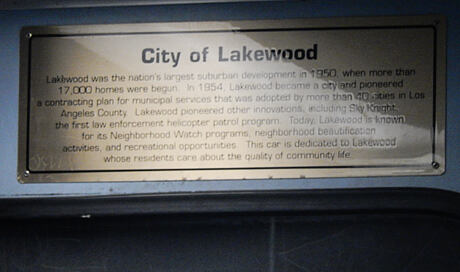 City of Lakewood
Lakewood was the nation's largest suburban development in 1950, when more than
17,000 homes were begun. In 1954, Lakewood became a city and pioneered
a contracting plan for municipal services that was adopted by more than 40 cities in Los
Angeles County. Lakewood pioneered other innovations, including Sky Knight,
the first law enforcement helicopter patrol program. Today, Lakewood is known
for its Neighborhood Watch programs, neighborhood beautification
activities, and recreational opportunities. This car is dedicated to Lakewood
whose residents care about the quality of community life.